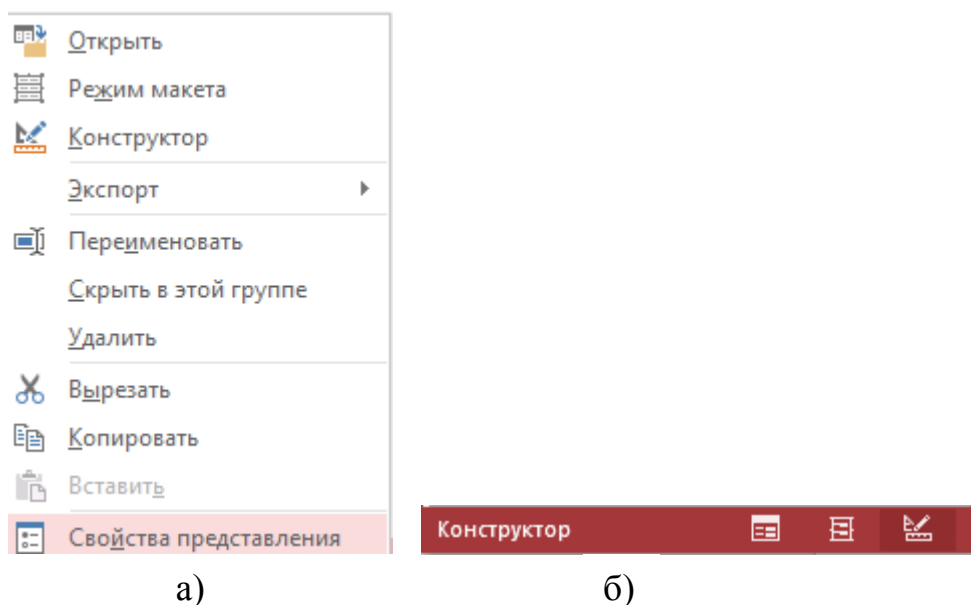 Открыть
Режим макета
Конструктор
Экспорт
Переименовать
Скрыть в этой группе
Удалить
Вырезать
Копировать
Вставить
Свойства представления
Конструктор
а)
б)